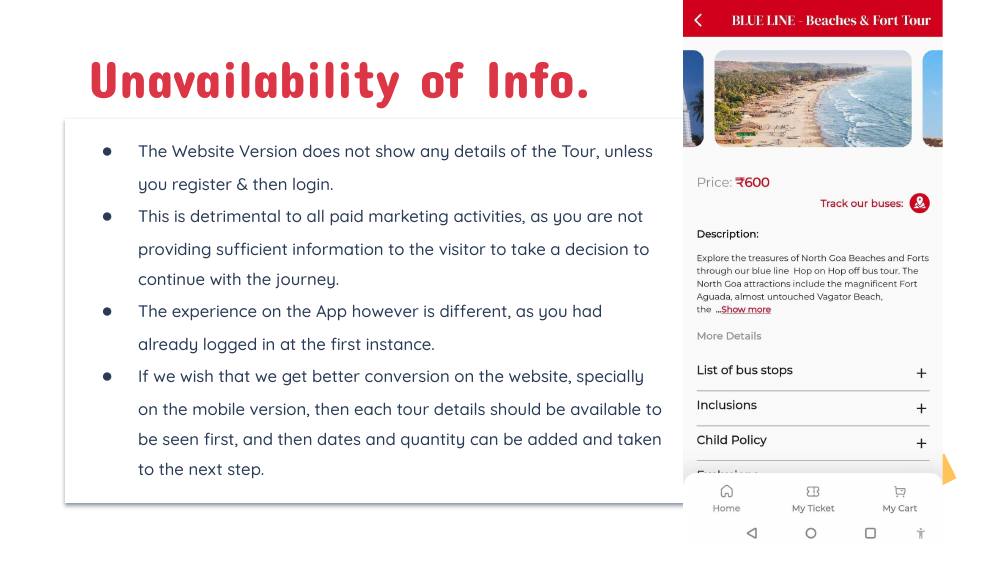 Unavailability of Info.
● The Website Version does not show any details of the Tour, unless
you register & then login.
● This is detrimental to all paid marketing activities, as you are not
providing sufficient information to the visitor to take a decision to
continue with the journey.
● The experience on the App however is different, as you had
already logged in at the first instance.
● If we wish that we get better conversion on the website, specially
on the mobile version, then each tour details should be available to
be seen first, and then dates and quantity can be added and taken
to the next step.
BLUE LINE - Beaches & Fort Tour
Price: ₹600
Track our buses:
Description:
Explore the treasures of North Goa Beaches and Forts
through our blue line Hop on Hop off bus tour. The
North Goa attractions include the magnificent Fort
Aguada, almost untouched Vagator Beach,
the ...Show more
More Details
List of bus stops
Inclusions
Child Policy
Home
My Ticket
My Cart